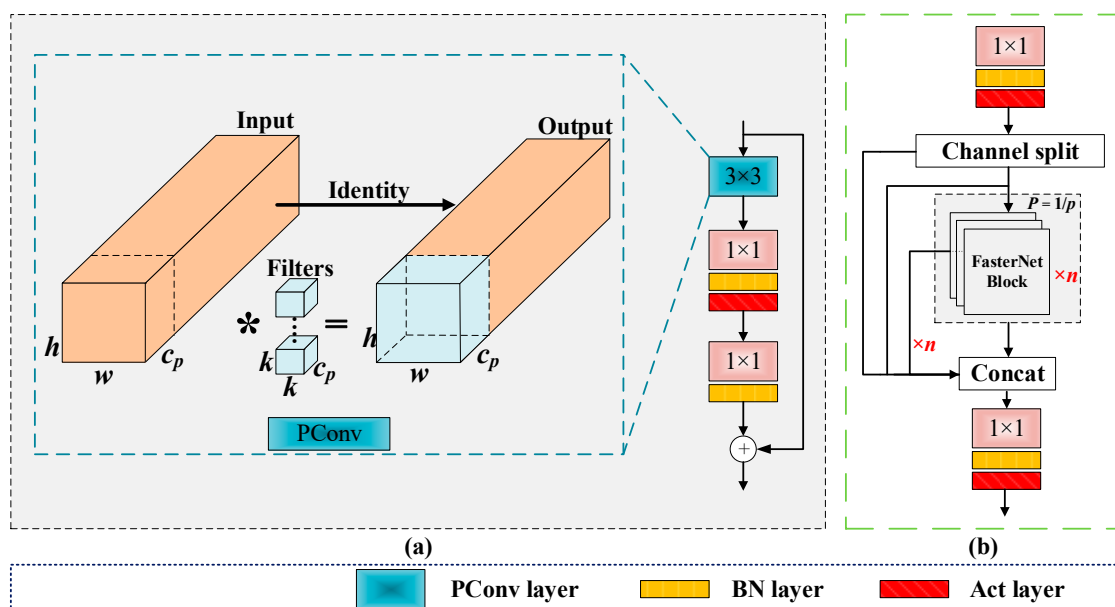 Input
Output
Identity
Filters
*
=
h
w
c_p
k
k
c_p
h
w
c_p
PConv
3×3
1×1
1×1
+
(a)
1×1
Channel split
P = 1/p
FasterNet
Block
×n
×n
Concat
1×1
(b)
PConv layer
BN layer
Act layer